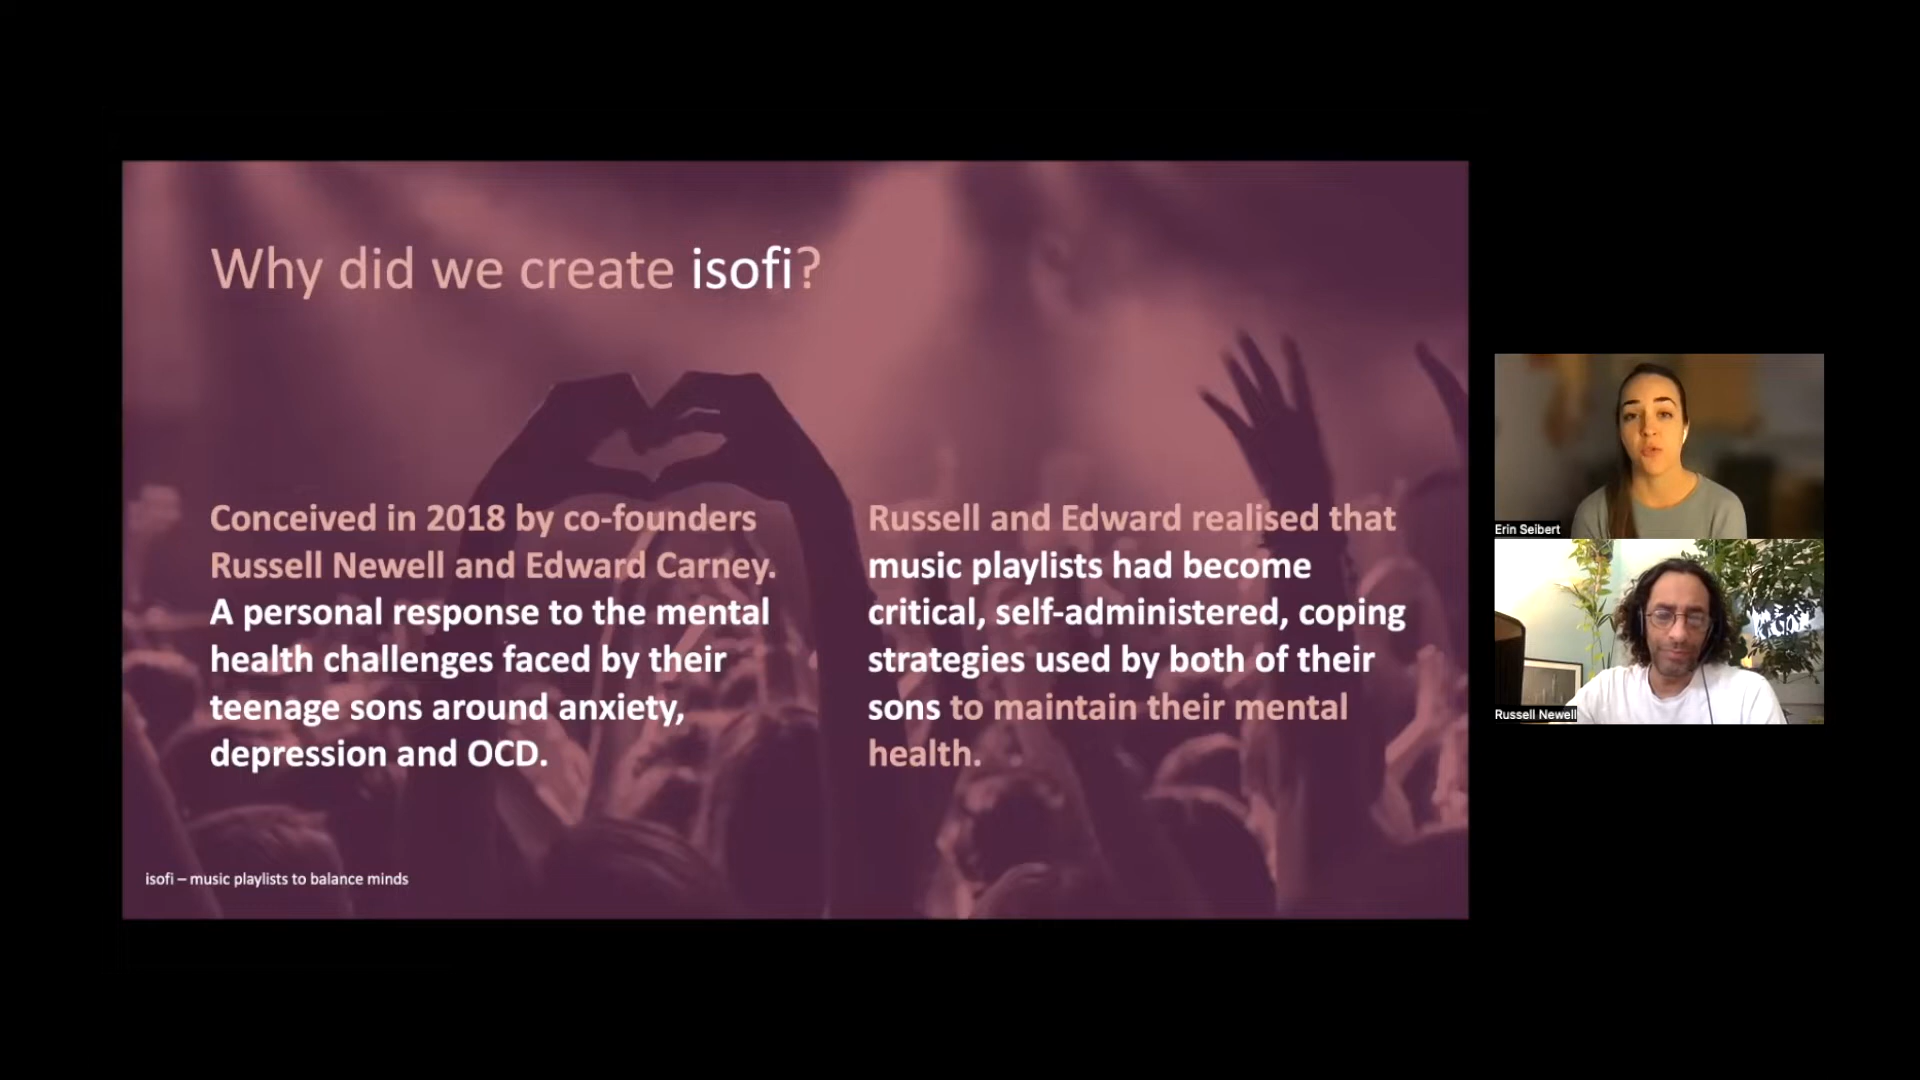 Why did we create isofi?
Conceived in 2018 by co-founders
Russell Newell and Edward Carney.
A personal response to the mental
health challenges faced by their
teenage sons around anxiety,
depression and OCD.
Russell and Edward realised that
music playlists had become
critical, self-administered, coping
strategies used by both of their
sons to maintain their mental
health.
isofi – music playlists to balance minds
Erin Seibert
Russell Newell